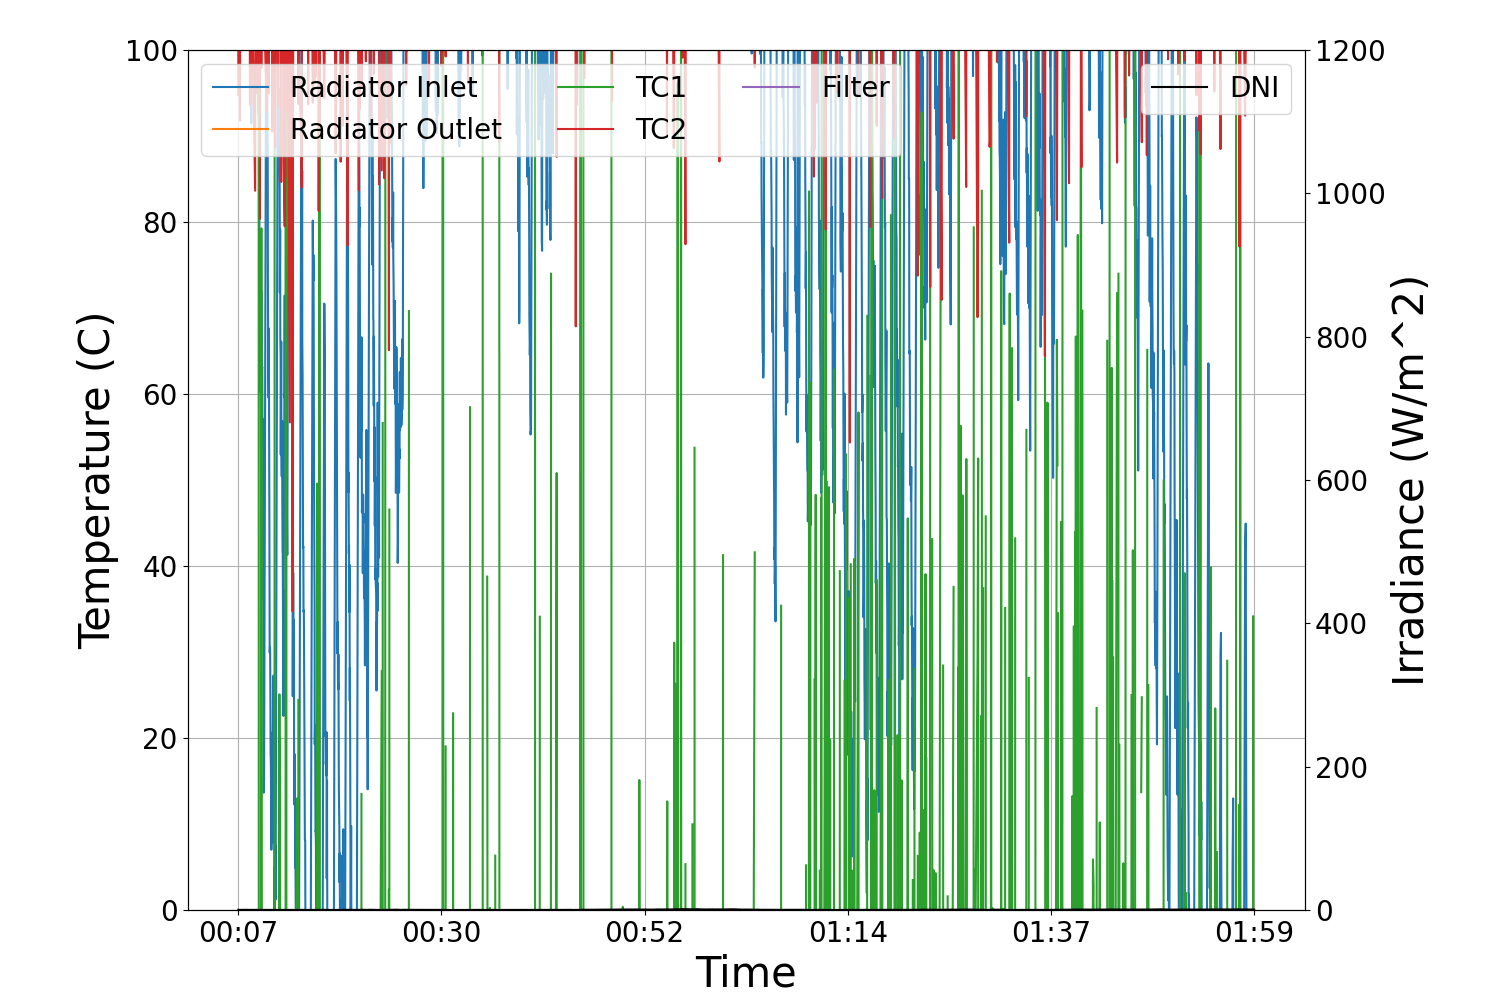 100
80
60
40
20
0
Temperature (C)
Radiator Inlet
Radiator Outlet
TC1
TC2
Filter
DNI
1200
1000
800
600
400
200
0
Irradiance (W/m^2)
00:07
00:30
00:52
01:14
01:37
01:59
Time